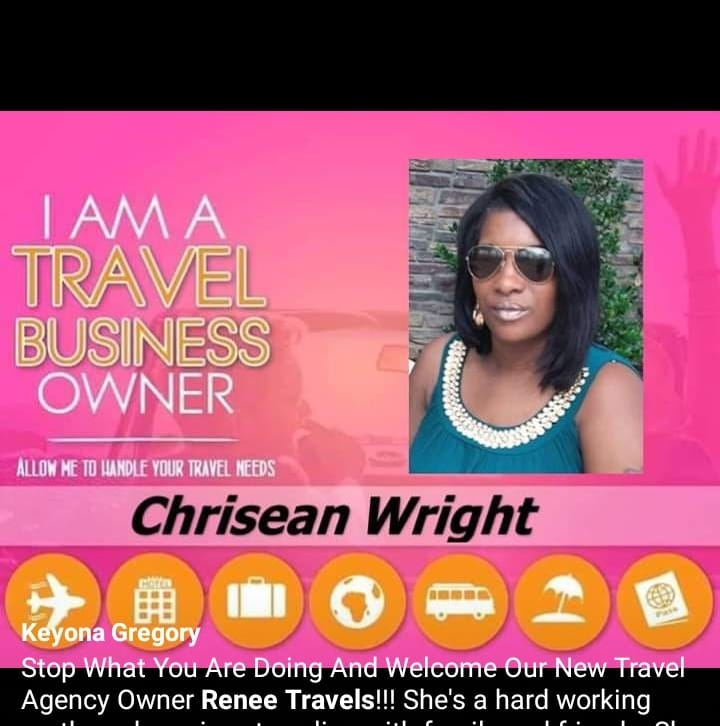 I AM A
TRAVEL
BUSINESS
OWNER
ALLOW ME TO HANDLE YOUR TRAVEL NEEDS
Chrisean Wright
HOTEL
Keyona Gregory
Stop What You Are Doing And Welcome Our New Travel
Agency Owner Renee Travels!!! She's a hard working